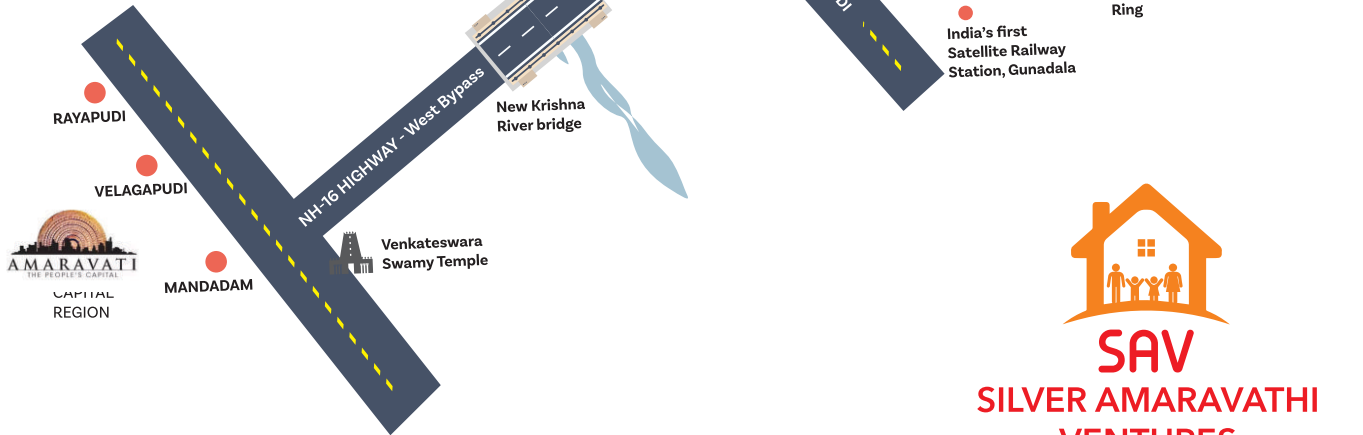 Ring
India's first
Satellite Railway
Station, Gunadala
NH-16 HIGHWAY - West Bypass
New Krishna
River bridge
RAYAPUDI
VELAGAPUDI
AMARAVATI
THE PEOPLE'S CAPITAL
CAPITAL
REGION
MANDADAM
Venkateswara
Swamy Temple
SAV
SILVER AMARAVATHI
VENTURES